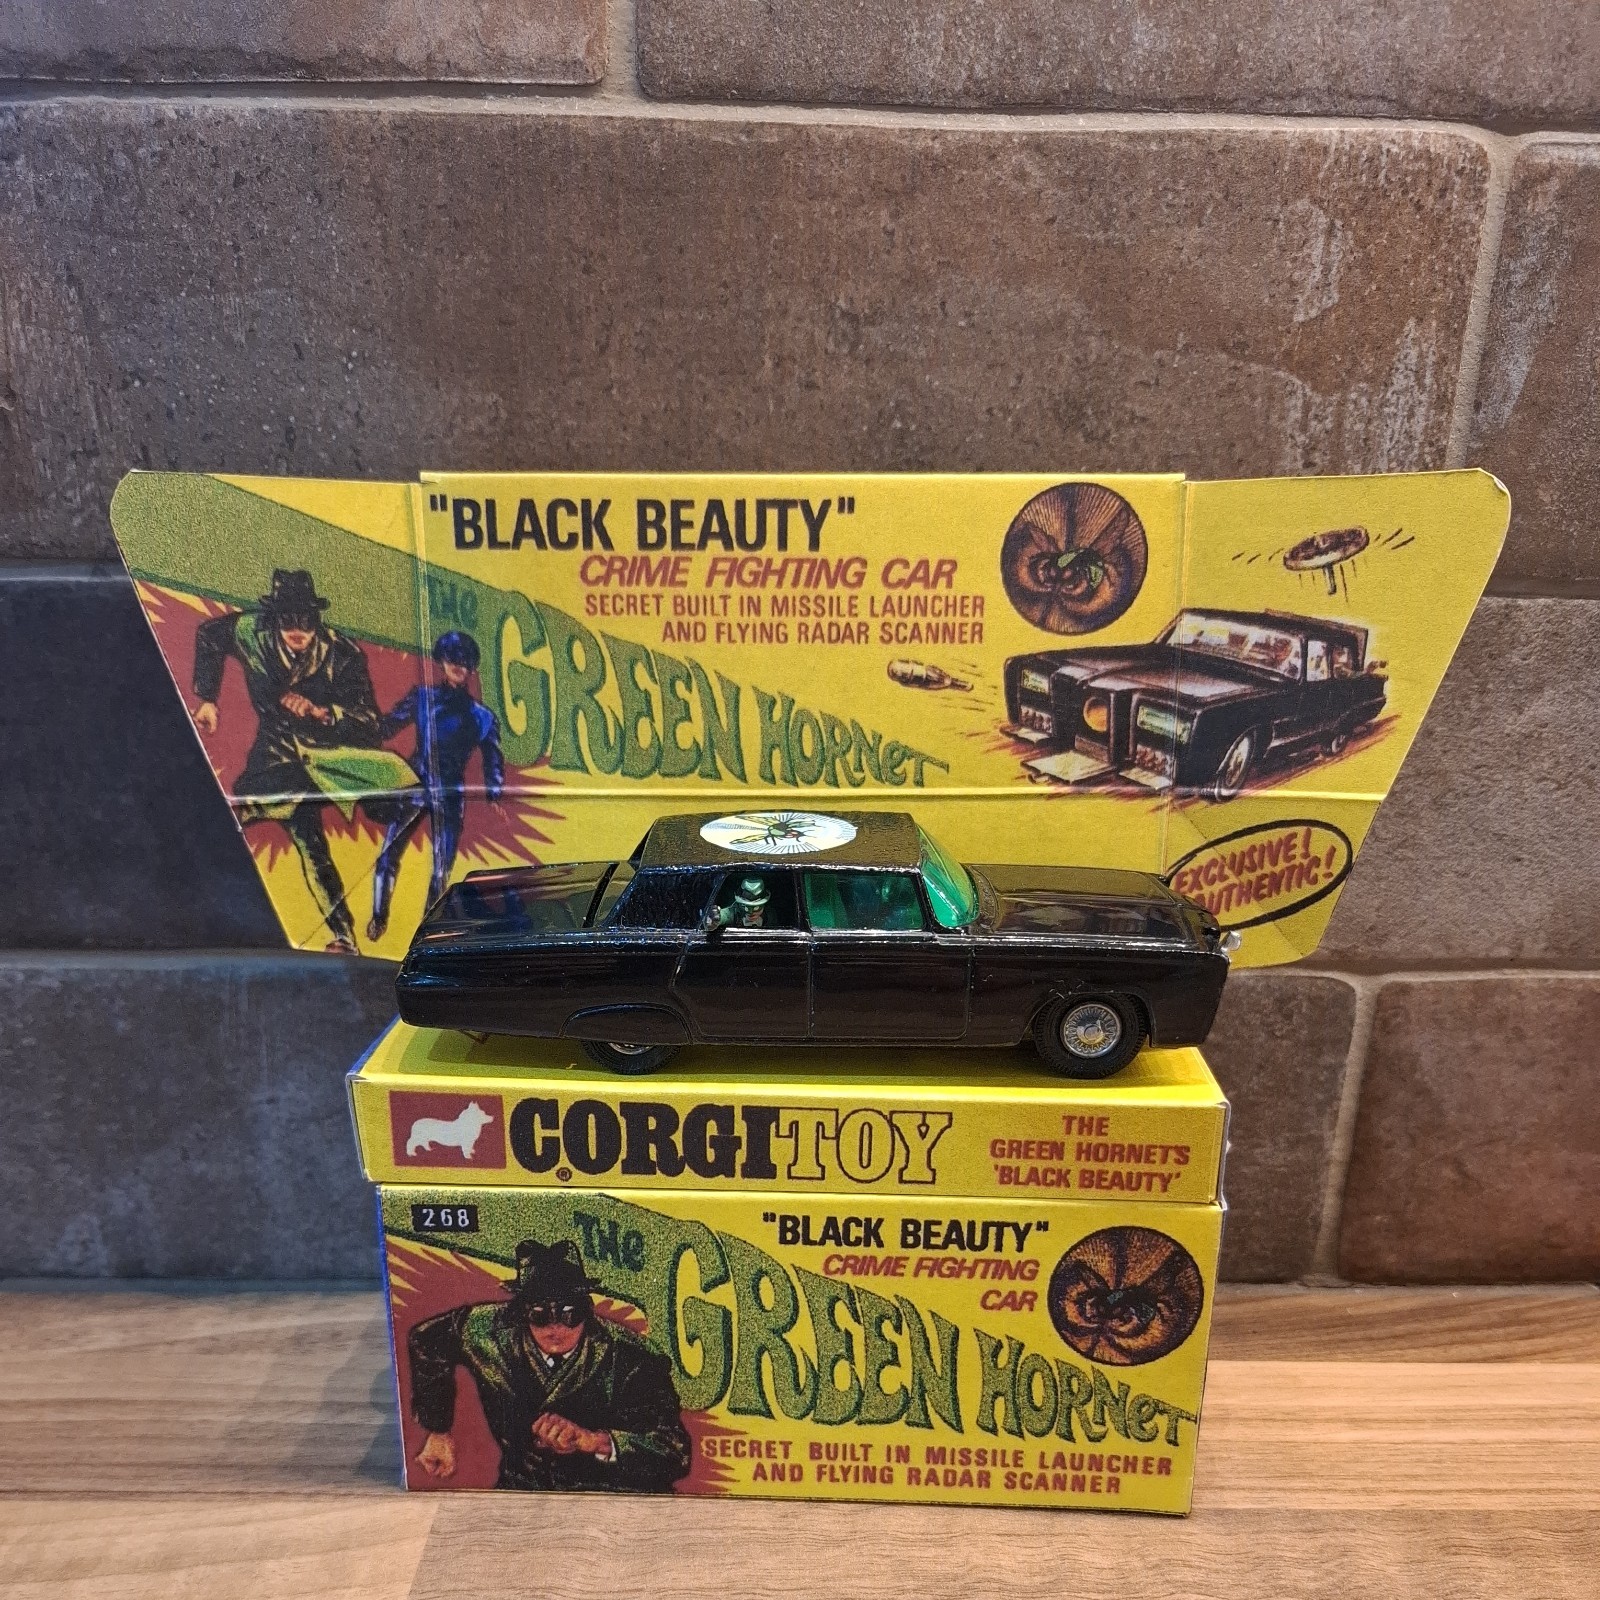 "BLACK BEAUTY"
CRIME FIGHTING CAR
SECRET BUILT IN MISSILE LAUNCHER
AND FLYING RADAR SCANNER
THE
GREEN HORNET
EXCLUSIVE!
AUTHENTIC!
CORGI TOY
®
THE
GREEN HORNET'S
'BLACK BEAUTY'
268
"BLACK BEAUTY"
CRIME FIGHTING
CAR
THE
GREEN HORNET
SECRET BUILT IN MISSILE LAUNCHER
AND FLYING RADAR SCANNER